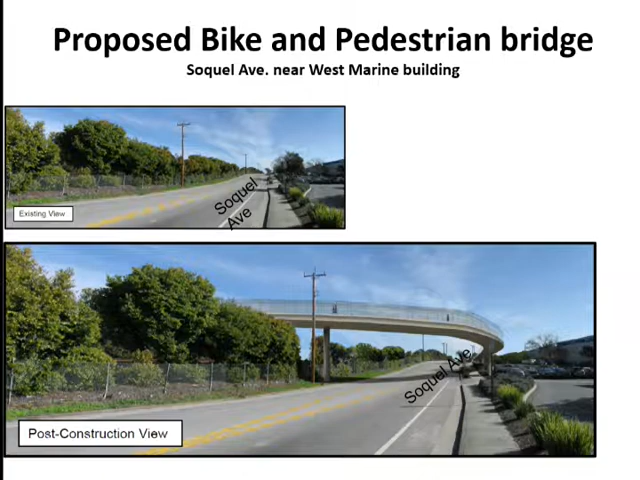 Proposed Bike and Pedestrian bridge
Soquel Ave. near West Marine building
Soquel
Ave
Existing View
Soquel Ave.
Post-Construction View